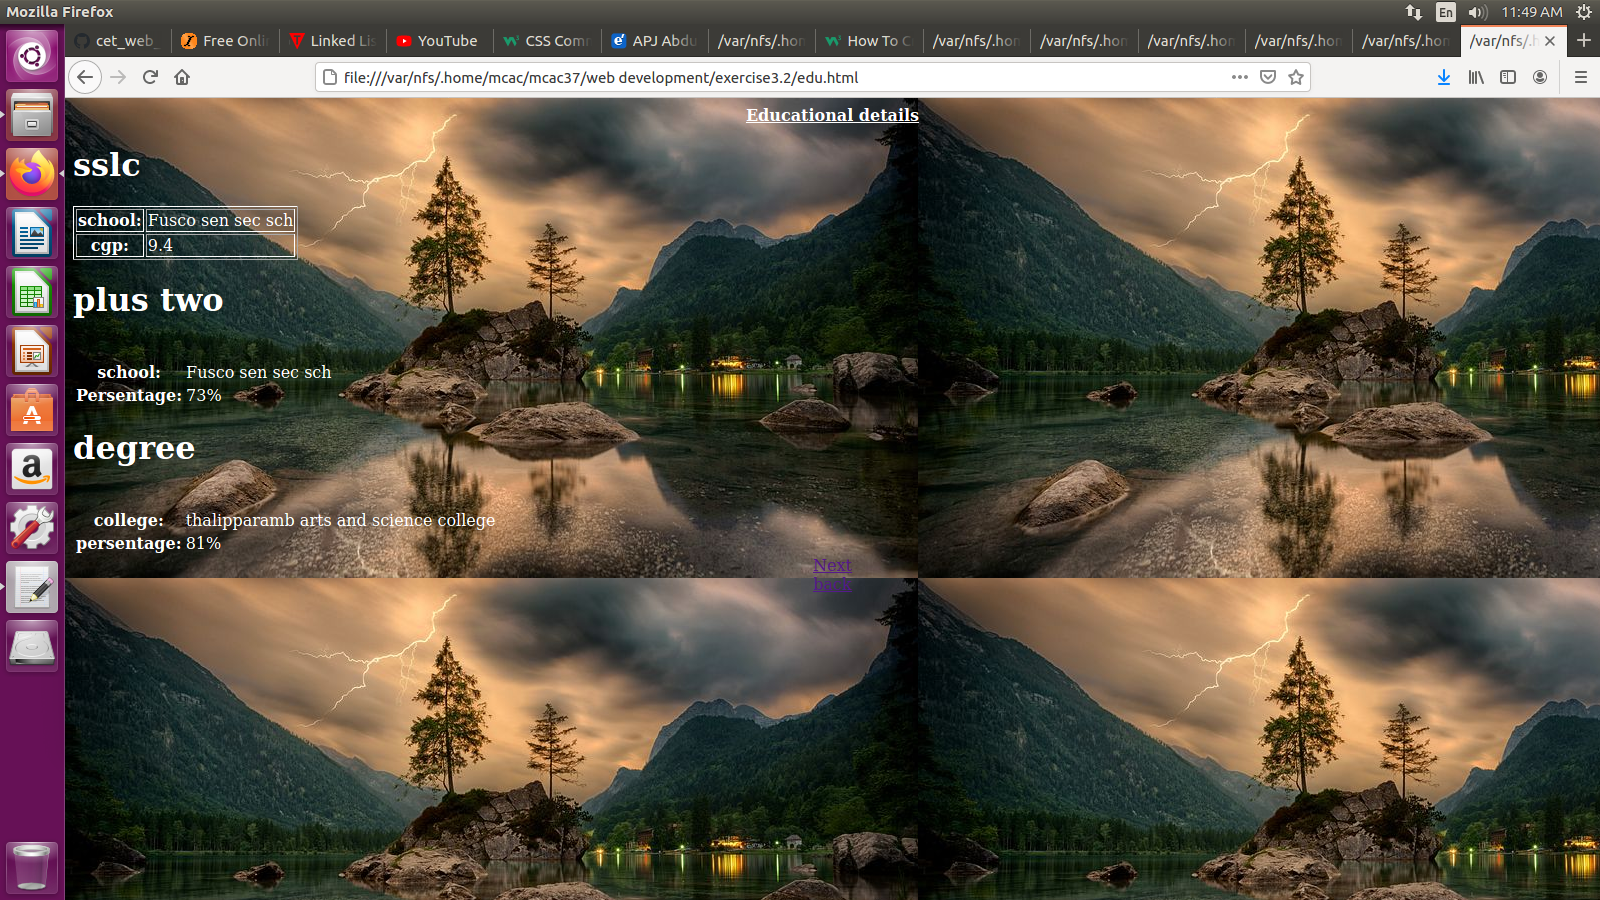 Mozilla Firefox
En
11:49 AM
cet_web_
Free Onli
Linked Lis
YouTube
CSS Com
APJ Abdu
/var/nfs/.hon
How To C
/var/nfs/.hon
/var/nfs/.hon
/var/nfs/.hon
/var/nfs/.hon
/var/nfs/.hon
/var/nfs/.h
file:///var/nfs/.home/mcac/mcac37/web development/exercise3.2/edu.html
Educational details
sslc
school: Fusco sen sec sch
cgp: 9.4
plus two
school: Fusco sen sec sch
Persentage: 73%
degree
college: thalipparamb arts and science college
persentage: 81%
Next
back